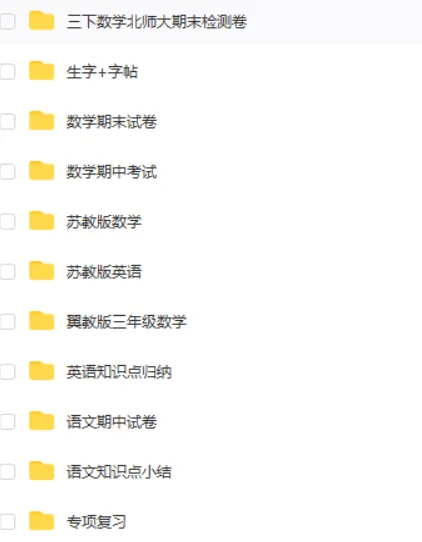 三下数学北师大期末检测卷
生字+字帖
数学期末试卷
数学期中考试
苏教版数学
苏教版英语
翼教版三年级数学
英语知识点归纳
语文期中试卷
语文知识点小结
专项复习